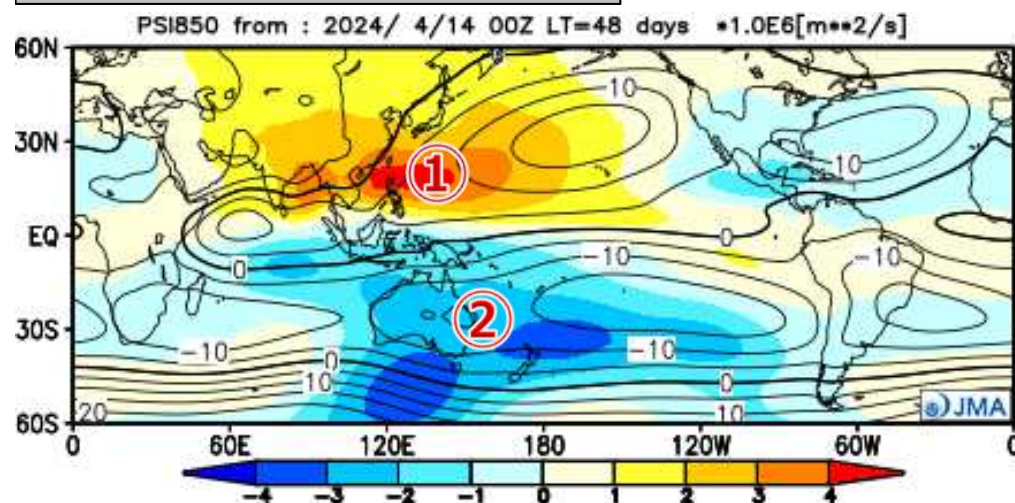 PSI850 from : 2024/ 4/14 00Z LT=48 days *1.0E6[m**2/s]
60N
0
10
30N
1
10
EQ
0
0
-10
-10
2
30S
-10
0
-10
10
0
20
10
JMA
60S
0 60E 120E 180 120W 60W 0
-4 -3 -2 -1 0 1 2 3 4